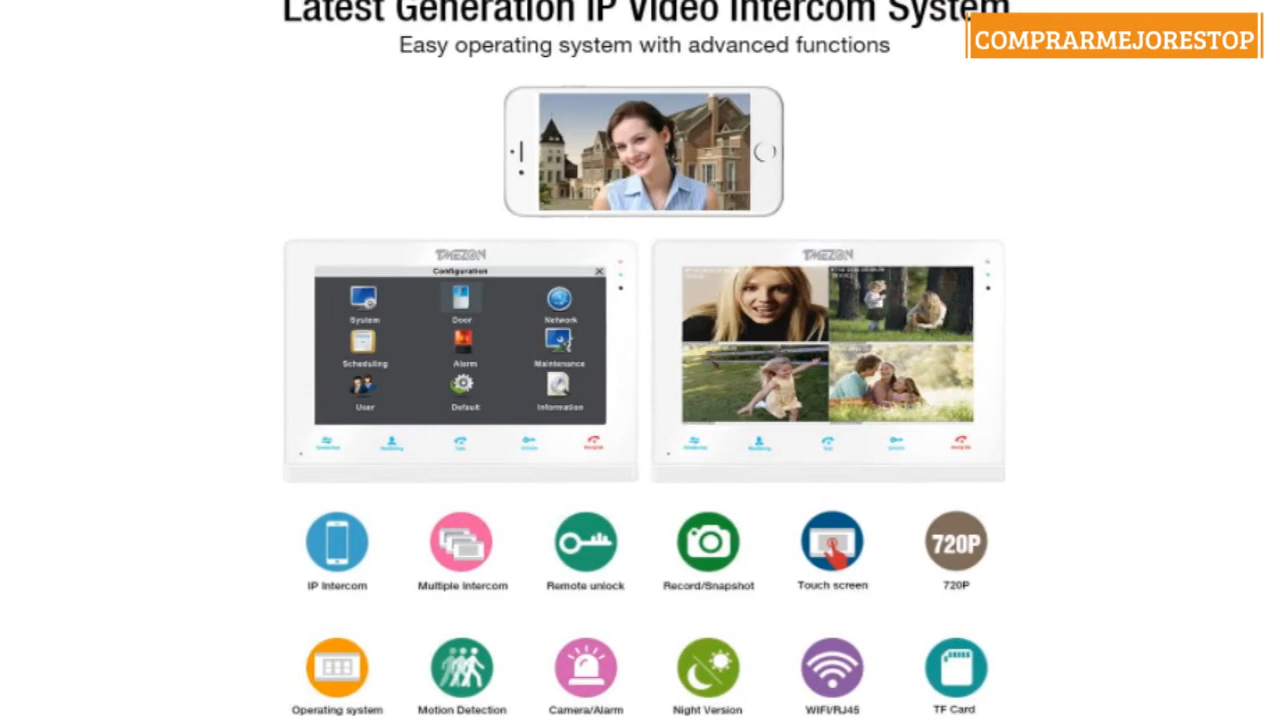 Latest Generation IP Video Intercom System
COMPRARMEJORESTOP
Easy operating system with advanced functions
TMEZON
TMEZON
Configuration
System Door Network
Scheduling Alarm Maintenance
User Default Information
720P
IP Intercom Multiple Intercom Remote unlock Record/Snapshot Touch screen 720P
Operating system Motion Detection Camera/Alarm Night Version WIFI/RJ45 TF Card